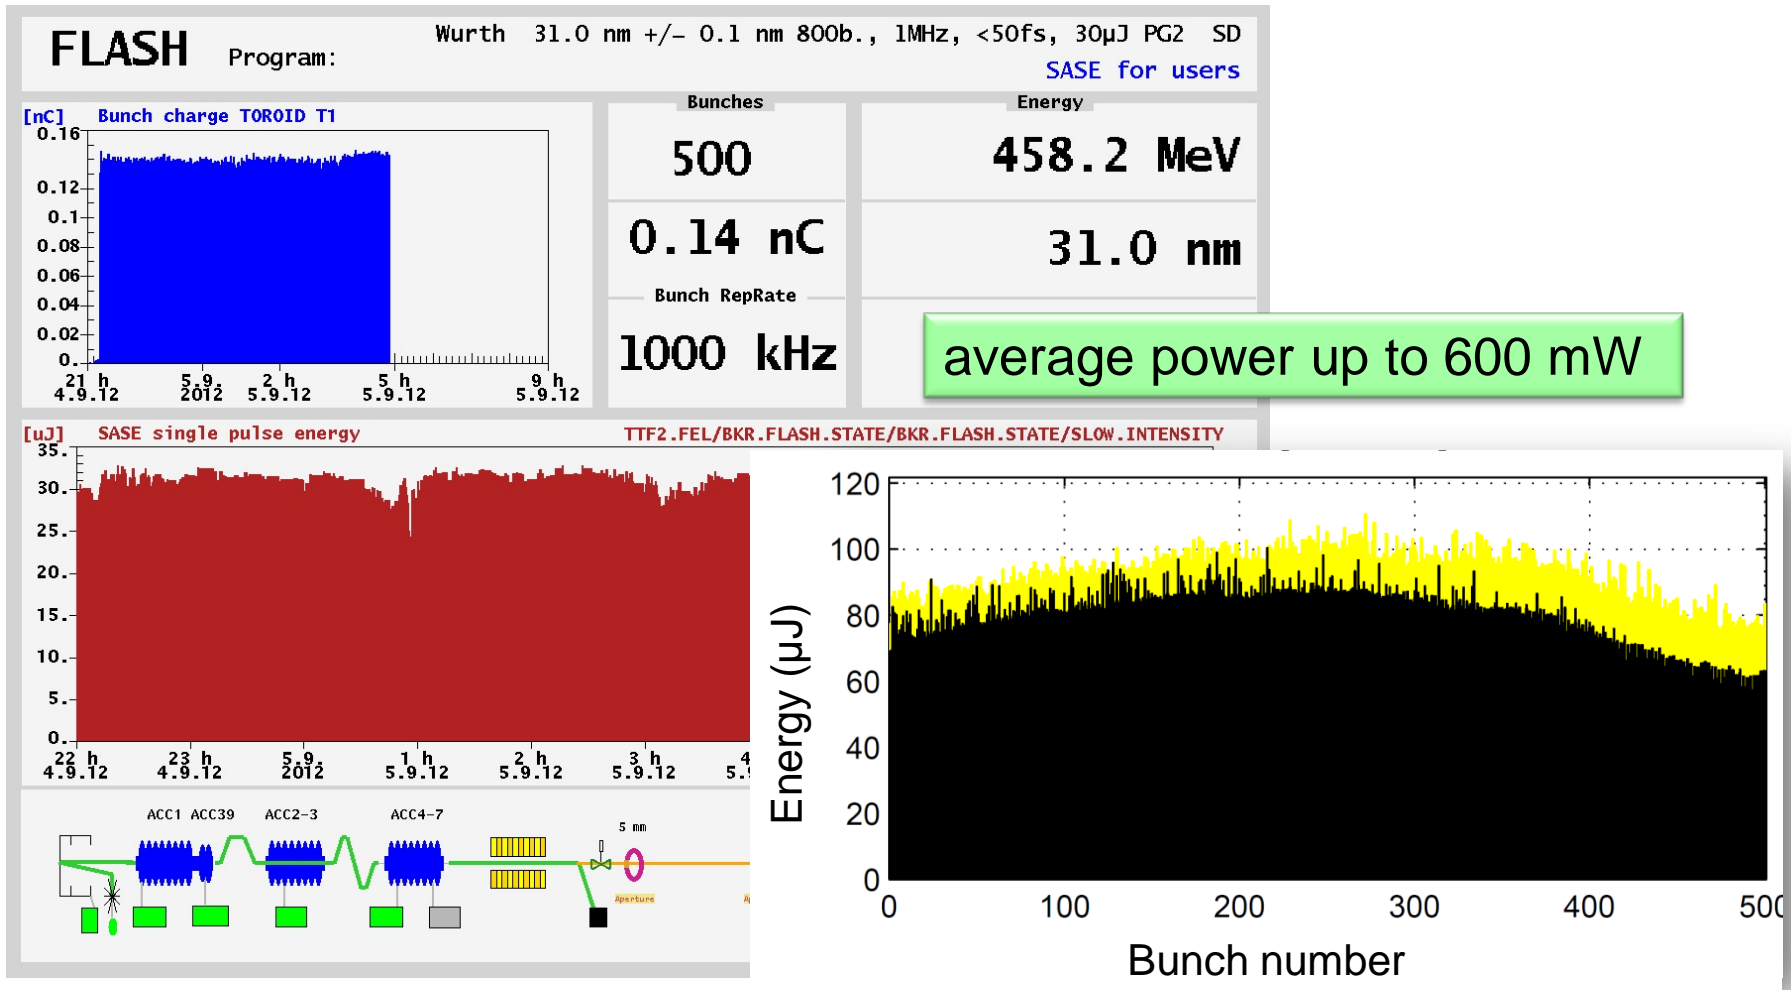 FLASH Program: Wurth 31.0 nm +/- 0.1 nm 800b., 1MHz, <50fs, 30µJ PG2 SD
SASE for users
[nC] Bunch charge TOROID T1
0.16
0.12
0.1
0.08
0.06
0.04
0.02
0.
21 h 5.9. 2 h 5 h 9 h
4.9.12 2012 5.9.12 5.9.12 5.9.12
Bunches
500
0.14 nC
Bunch RepRate
1000 kHz
Energy
458.2 MeV
31.0 nm
average power up to 600 mW
[uJ] SASE single pulse energy TTF2.FEL/BKR.FLASH.STATE/BKR.FLASH.STATE/SLOW.INTENSITY
35.
30.
25.
20.
15.
10.
5.
0.
22 h 23 h 5.9. 1 h 2 h 3 h 4
4.9.12 4.9.12 2012 5.9.12 5.9.12 5.9.12 5.
ACC1 ACC39 ACC2-3 ACC4-7
5 mm
Aperture
120
100
80
60
40
20
0
Energy (µJ)
0 100 200 300 400 500
Bunch number